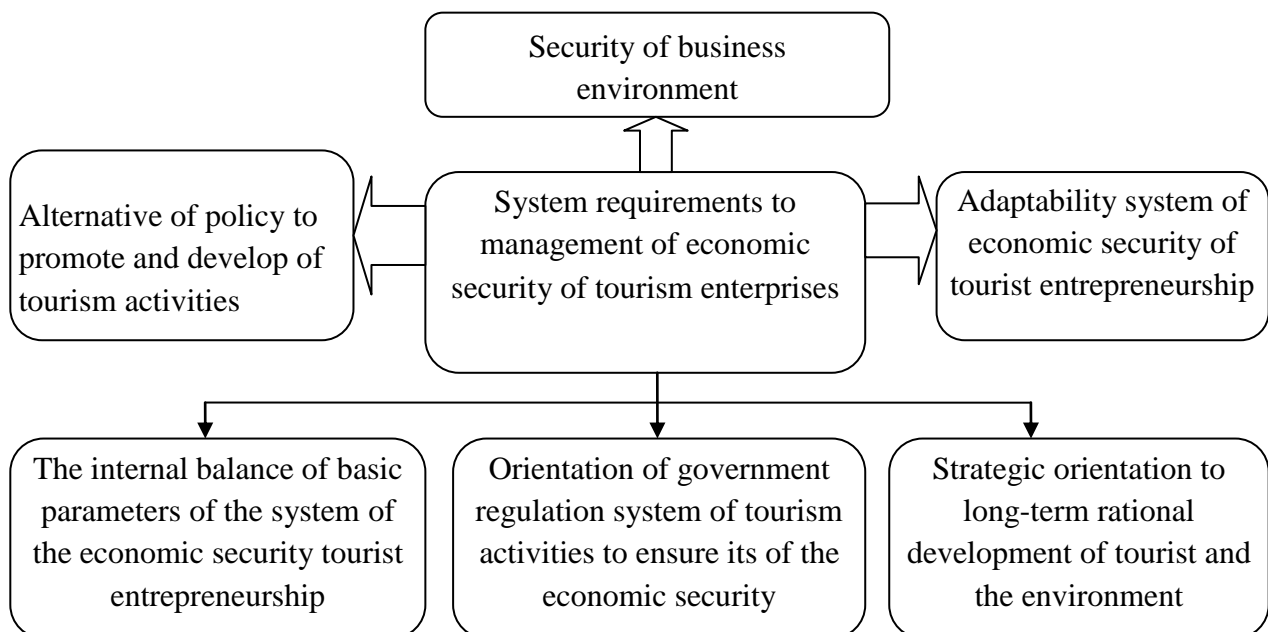 Security of business
environment
Alternative of policy to
promote and develop of
tourism activities
System requirements to
management of economic
security of tourism enterprises
Adaptability system of
economic security of
tourist entrepreneurship
The internal balance of basic
parameters of the system of
the economic security tourist
entrepreneurship
Orientation of government
regulation system of tourism
activities to ensure its of the
economic security
Strategic orientation to
long-term rational
development of tourist and
the environment